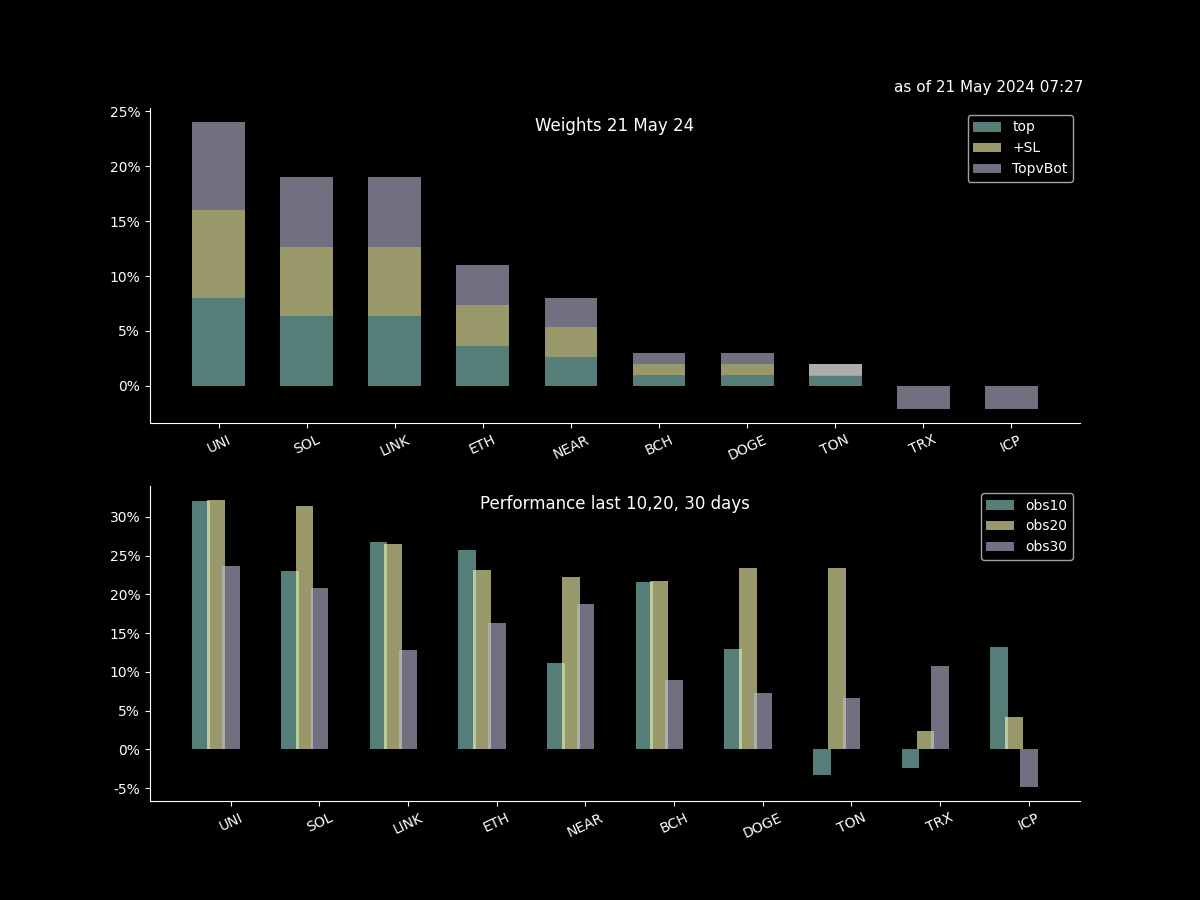 as of 21 May 2024 07:27
Weights 21 May 24
25%
20%
15%
10%
5%
0%
top
+SL
TopvBot
UNI SOL LINK ETH NEAR BCH DOGE TON TRX ICP
Performance last 10,20, 30 days
30%
25%
20%
15%
10%
5%
0%
-5%
obs10
obs20
obs30
UNI SOL LINK ETH NEAR BCH DOGE TON TRX ICP